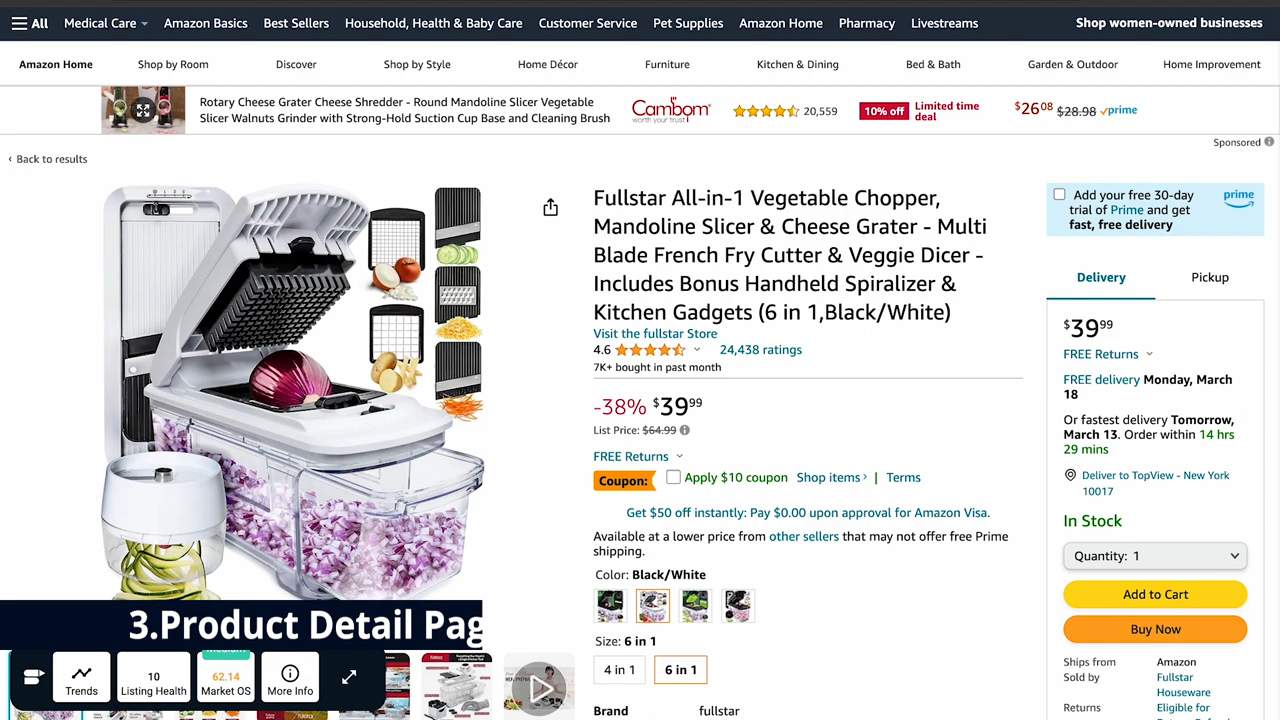 All Medical Care Amazon Basics Best Sellers Household, Health & Baby Care Customer Service Pet Supplies Amazon Home Pharmacy Livestreams Shop women-owned businesses
Amazon Home Shop by Room Discover Shop by Style Home Décor Furniture Kitchen & Dining Bed & Bath Garden & Outdoor Home Improvement
Rotary Cheese Grater Cheese Shredder - Round Mandoline Slicer Vegetable
Slicer Walnuts Grinder with Strong-Hold Suction Cup Base and Cleaning Brush
Cambom
worth your trust
20,559
10% off
Limited time
deal
$2608 $28.98 prime
Sponsored
‹ Back to results
Fullstar All-in-1 Vegetable Chopper,
Mandoline Slicer & Cheese Grater - Multi
Blade French Fry Cutter & Veggie Dicer -
Includes Bonus Handheld Spiralizer &
Kitchen Gadgets (6 in 1,Black/White)
Visit the fullstar Store
4.6 24,438 ratings
7K+ bought in past month
-38% $3999
List Price: $64.99
FREE Returns
Coupon: Apply $10 coupon Shop items› | Terms
Get $50 off instantly: Pay $0.00 upon approval for Amazon Visa.
Available at a lower price from other sellers that may not offer free Prime
shipping.
Color: Black/White
Size: 6 in 1
4 in 1 6 in 1
Brand fullstar
Add your free 30-day
trial of Prime and get
fast, free delivery
prime
Delivery Pickup
$3999
FREE Returns
FREE delivery Monday, March
18
Or fastest delivery Tomorrow,
March 13. Order within 14 hrs
29 mins
Deliver to TopView - New York
10017
In Stock
Quantity: 1
Add to Cart
Buy Now
Ships from Amazon
Sold by Fullstar
Houseware
Returns Eligible for
3.Product Detail Pag
Trends
10
Listing Health
62.14
Market OS
More Info